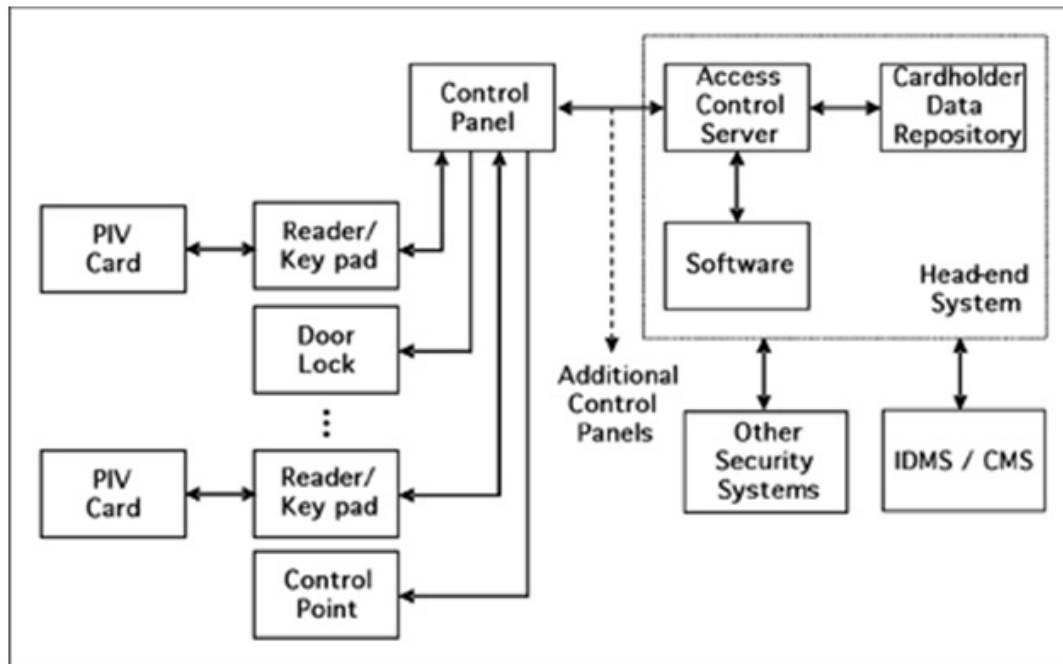 Control
Panel
Access
Control
Server
Cardholder
Data
Repository
PIV
Card
Reader/
Key pad
Software
Head-end
System
Door
Lock
Additional
Control
Panels
Other
Security
Systems
IDMS / CMS
PIV
Card
Reader/
Key pad
Control
Point